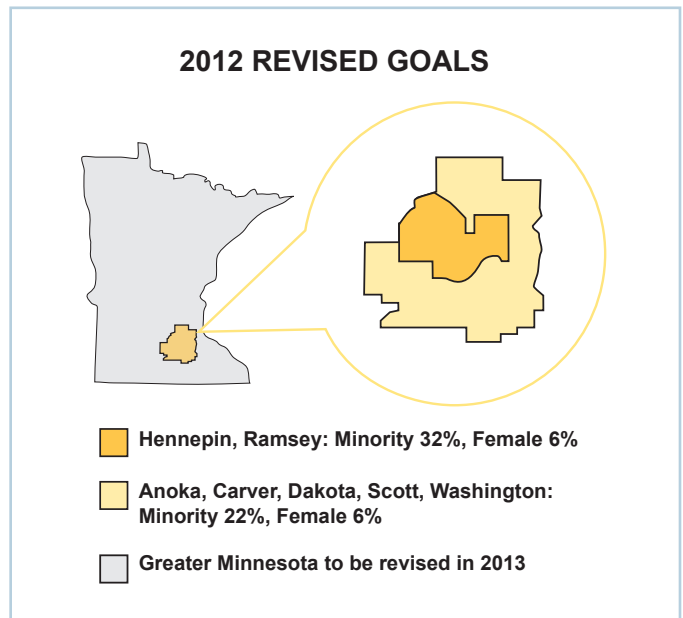 2012 REVISED GOALS
Hennepin, Ramsey: Minority 32%, Female 6%
Anoka, Carver, Dakota, Scott, Washington:
Minority 22%, Female 6%
Greater Minnesota to be revised in 2013